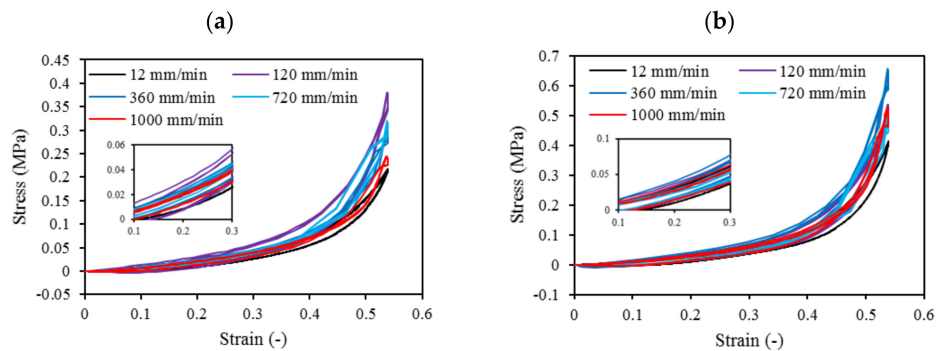 (a)
0.45
0.4
0.35
0.3
0.25
0.2
0.15
0.1
0.05
0
-0.05
Stress (MPa)
12 mm/min
120 mm/min
360 mm/min
720 mm/min
1000 mm/min
0.06
0.04
0.02
0
0.1
0.2
0.3
0 0.1 0.2 0.3 0.4 0.5 0.6
Strain (-)
(b)
0.7
0.6
0.5
0.4
0.3
0.2
0.1
0
-0.1
Stress (MPa)
12 mm/min
120 mm/min
360 mm/min
720 mm/min
1000 mm/min
0.1
0.05
0
0.1
0.2
0.3
0 0.1 0.2 0.3 0.4 0.5 0.6
Strain (-)